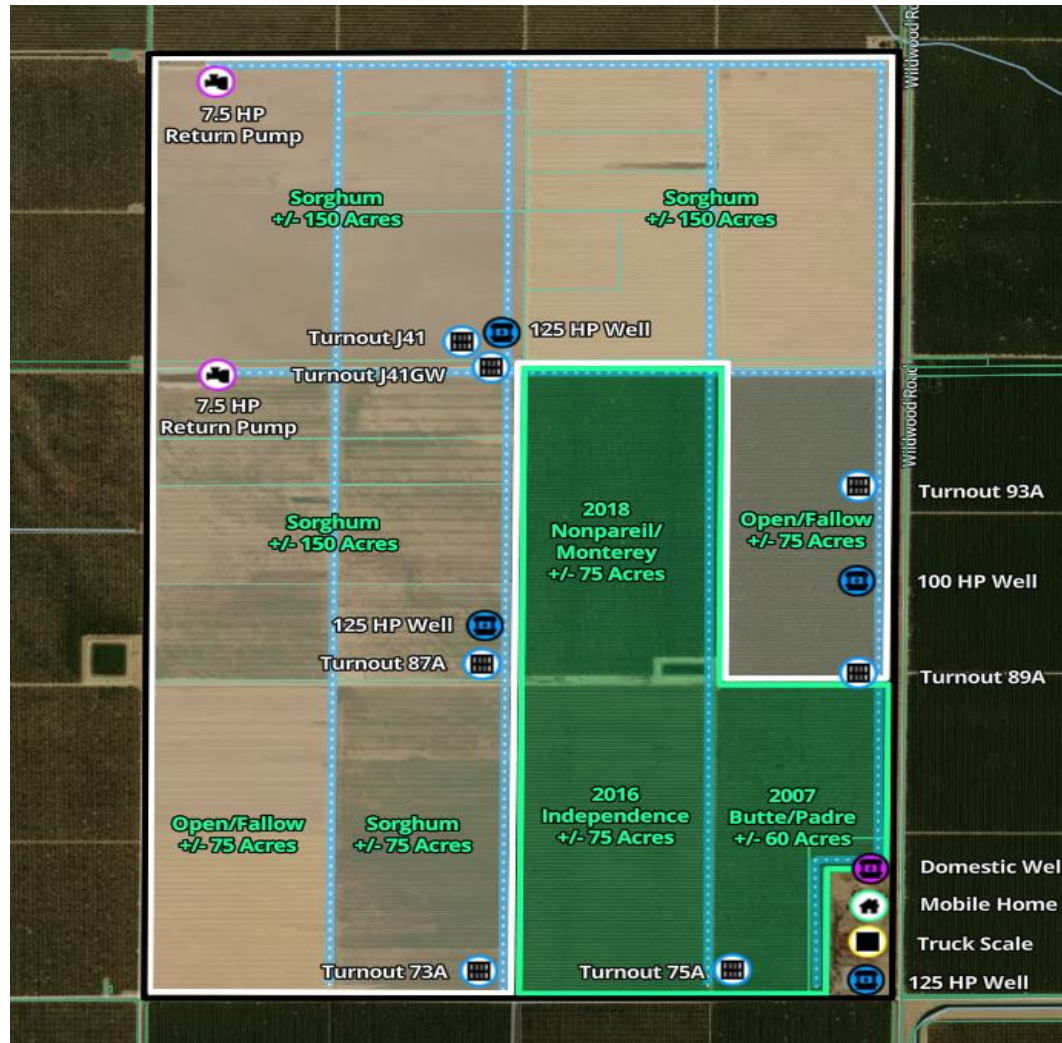 Wildwood Ro
7.5 HP
Return Pump
Sorghum
+/- 150 Acres
Sorghum
+/- 150 Acres
Turnout J41
125 HP Well
Turnout J41GW
7.5 HP
Return Pump
Wildwood Road
Sorghum
+/- 150 Acres
2018
Nonpareil/
Monterey
+/- 75 Acres
Open/Fallow
+/- 75 Acres
Turnout 93A
100 HP Well
125 HP Well
Turnout 87A
Turnout 89A
Open/Fallow
+/- 75 Acres
Sorghum
+/- 75 Acres
2016
Independence
+/- 75 Acres
2007
Butte/Padre
+/- 60 Acres
Domestic Wel
Mobile Home
Truck Scale
125 HP Well
Turnout 73A
Turnout 75A